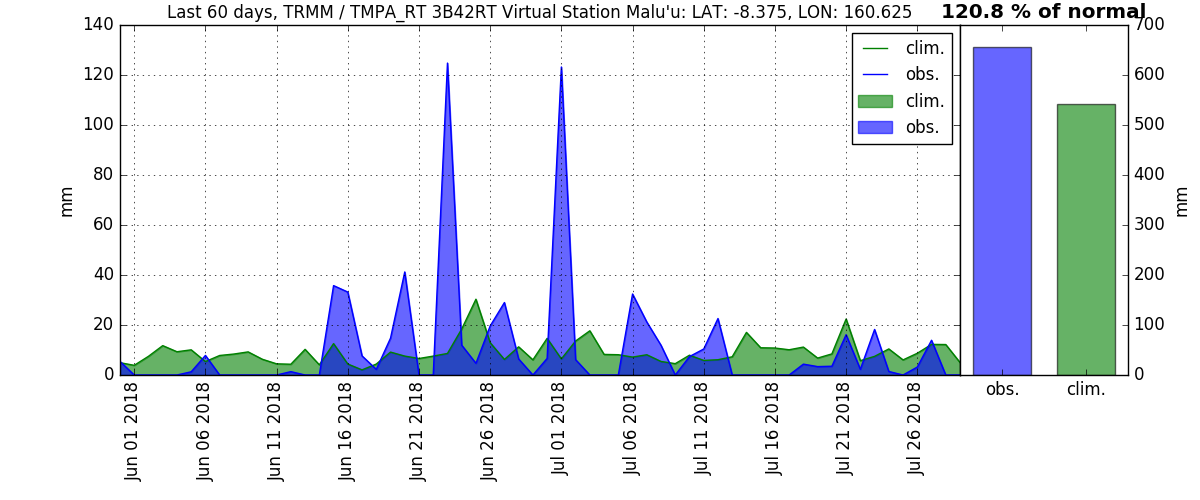 Last 60 days, TRMM / TMPA_RT 3B42RT Virtual Station Malu'u: LAT: -8.375, LON: 160.625
120.8 % of normal
140
120
100
80
60
40
20
0
mm
clim.
obs.
clim.
obs.
700
600
500
400
300
200
100
0
mm
Jun 01 2018
Jun 06 2018
Jun 11 2018
Jun 16 2018
Jun 21 2018
Jun 26 2018
Jul 01 2018
Jul 06 2018
Jul 11 2018
Jul 16 2018
Jul 21 2018
Jul 26 2018
obs.
clim.